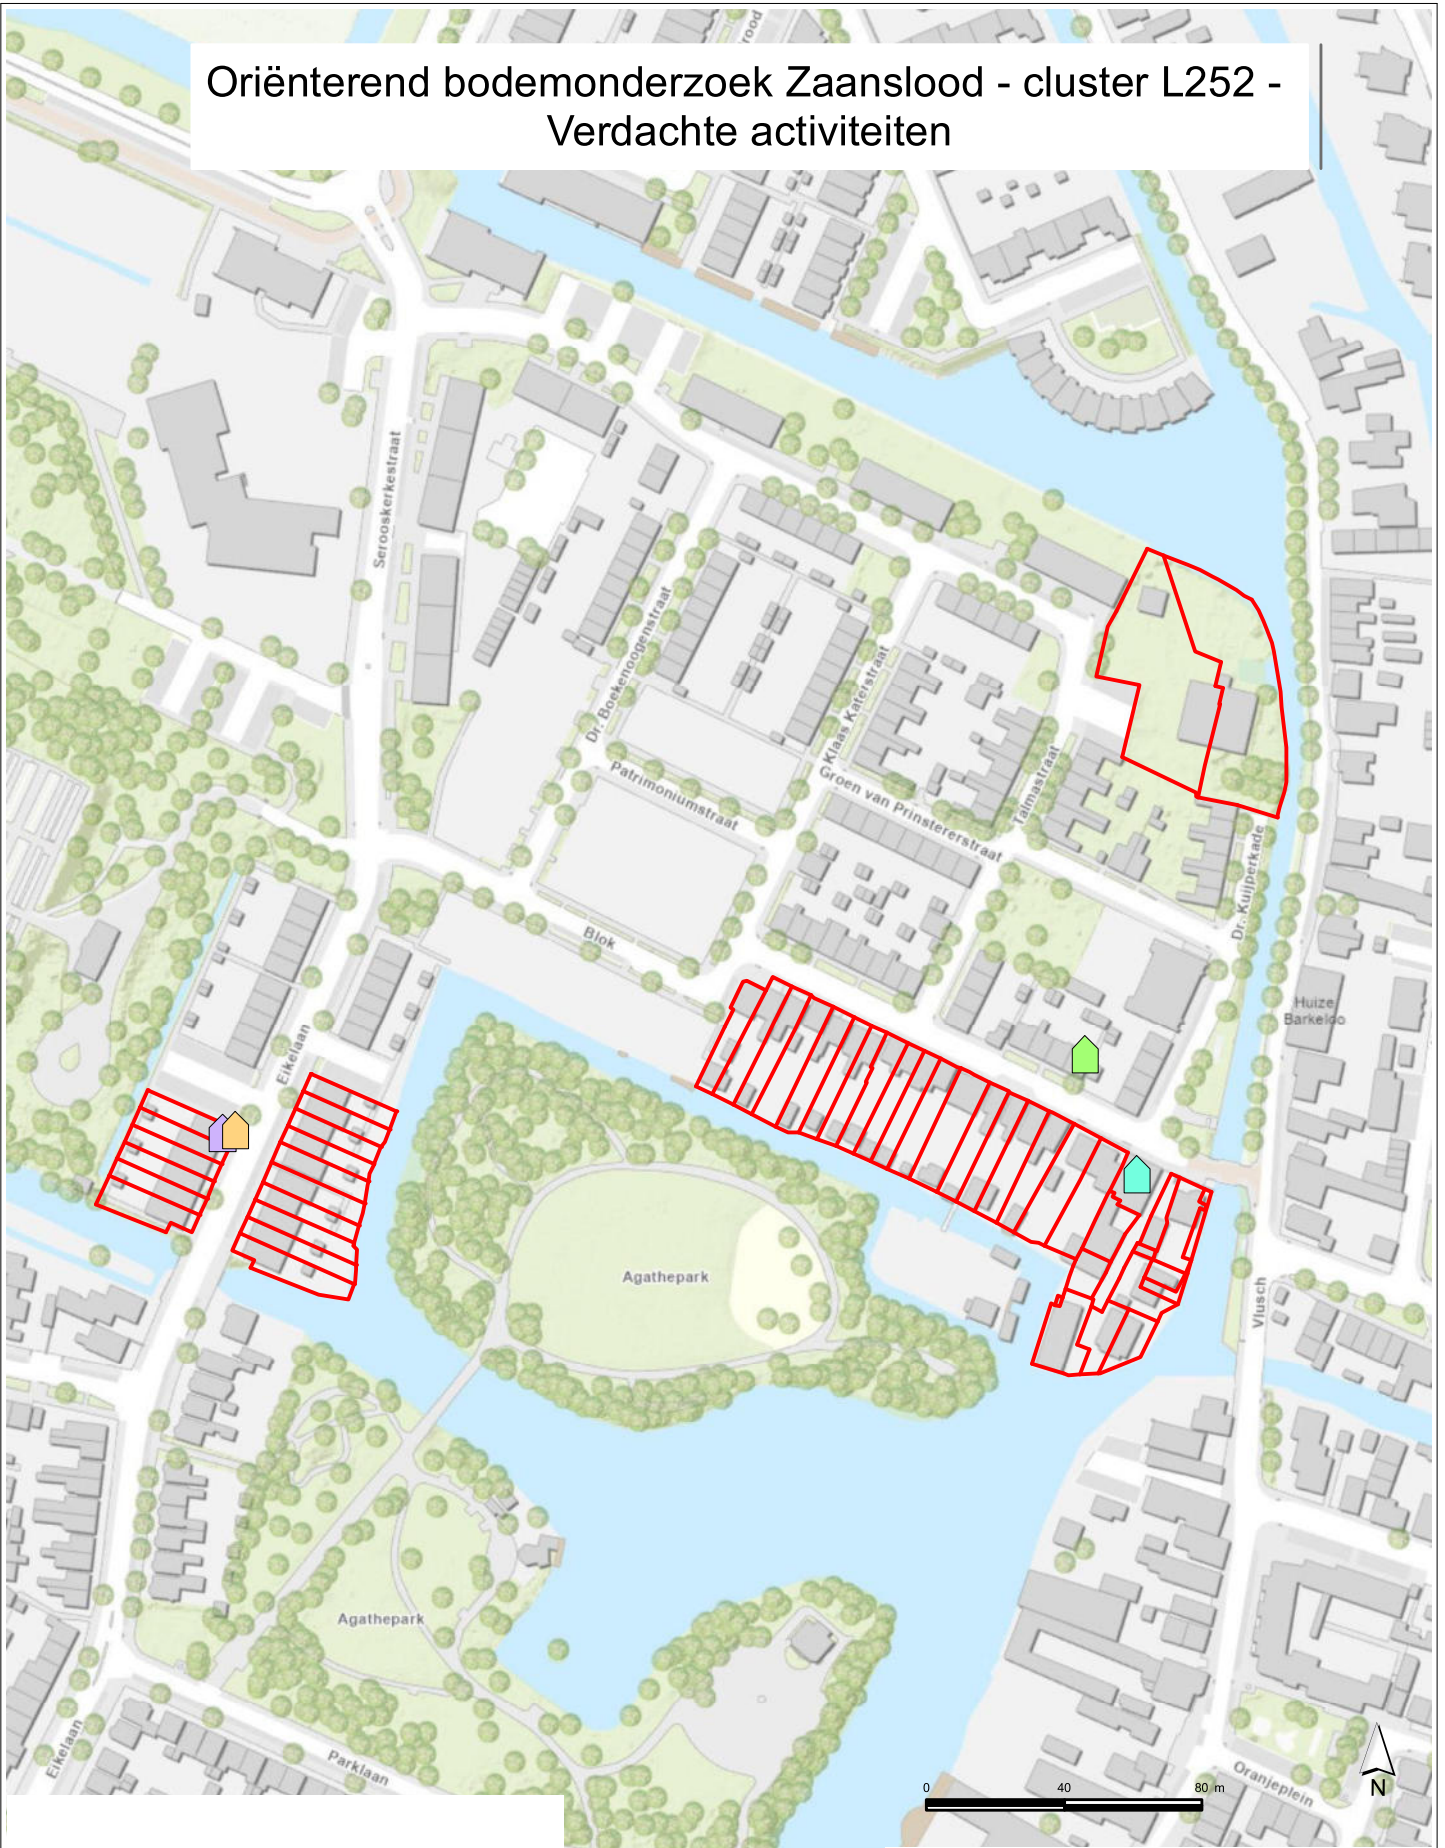 Oriënterend bodemonderzoek Zaanslood - cluster L252 -
Verdachte activiteiten
rood
Serooskerkestraat
Dr. Boekenoogenstraat
Klaas Katerstraat
Patrimoniumstraat
Groen van Prinstererstraat
Talmastraat
Dr. Kuijperkade
Blok
Huize
Barkeloo
Eikelaan
Agathepark
Vlusch
Agathepark
Eikelaan
Parklaan
Oranjeplein
0 40 80 m
N